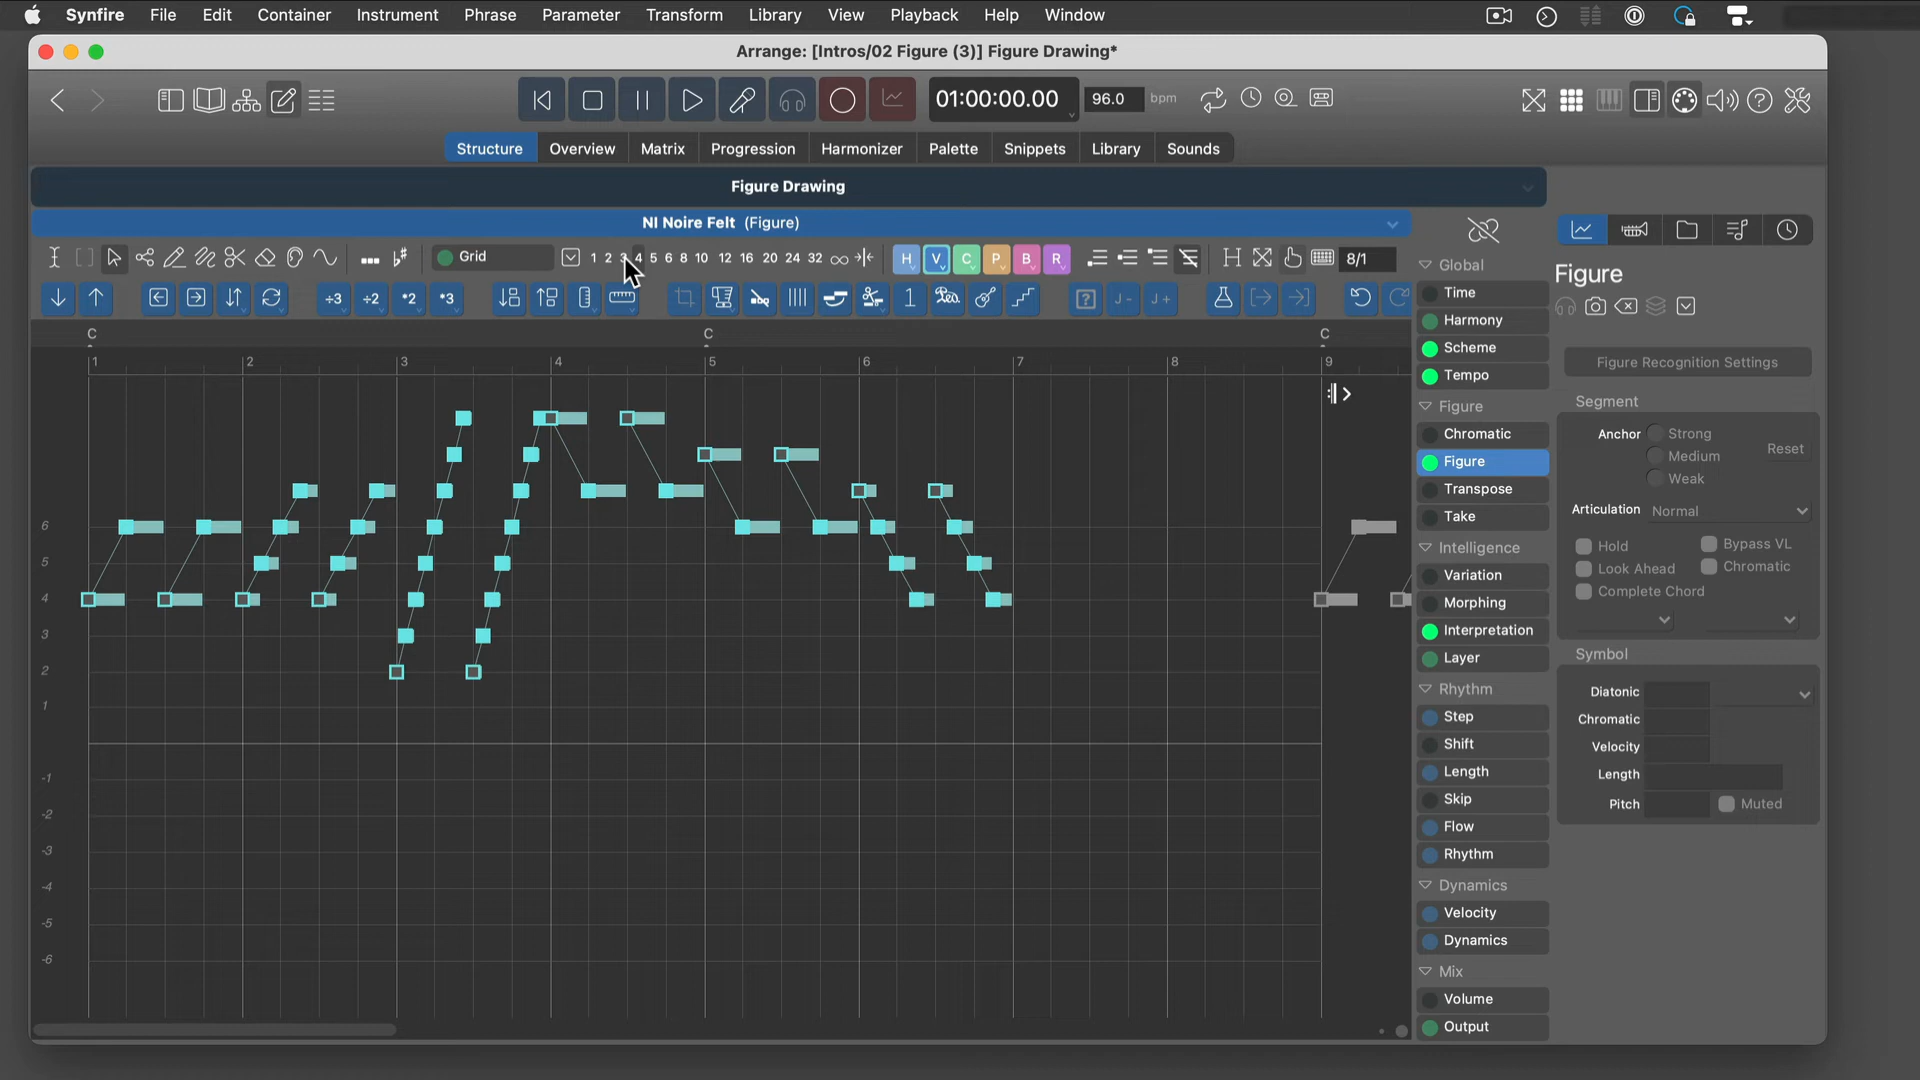 Synfire File Edit Container Instrument Phrase Parameter Transform Library View Playback Help Window
Arrange: [Intros/02 Figure (3)] Figure Drawing*
01:00:00.00 96.0 bpm
Structure Overview Matrix Progression Harmonizer Palette Snippets Library Sounds
Figure Drawing
NI Noire Felt (Figure)
Grid 1 2 3 4 5 6 8 10 12 16 20 24 32 ∞ H V C P B R 8/1
÷3 ÷2 *2 *3 1 ? J- J+
C C C
1 2 3 4 5 6 7 8 9
6
5
4
3
2
1
-1
-2
-3
-4
-5
-6
Global
Time
Harmony
Scheme
Tempo
Figure
Chromatic
Figure
Transpose
Take
Intelligence
Variation
Morphing
Interpretation
Layer
Rhythm
Step
Shift
Length
Skip
Flow
Rhythm
Dynamics
Velocity
Dynamics
Mix
Volume
Output
Figure
Figure Recognition Settings
Segment
Anchor Strong Reset
Medium
Weak
Articulation Normal
Hold Bypass VL
Look Ahead Chromatic
Complete Chord
Symbol
Diatonic
Chromatic
Velocity
Length
Pitch Muted